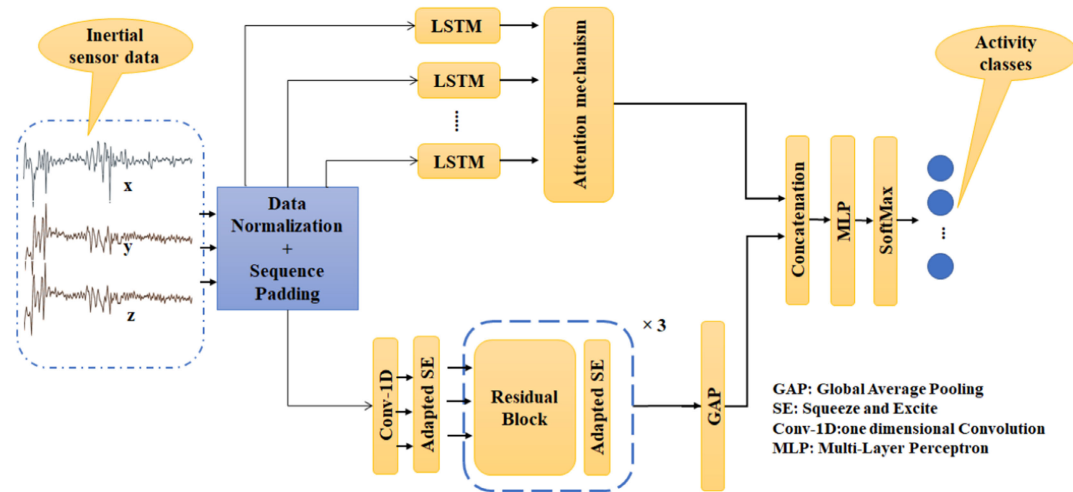 Inertial
sensor data
x
y
z
Data
Normalization
+
Sequence
Padding
LSTM
LSTM
......
LSTM
Attention mechanism
Conv-1D
Adapted SE
Residual
Block
Adapted SE
× 3
GAP
Concatenation
MLP
SoftMax
Activity
classes
...
GAP: Global Average Pooling
SE: Squeeze and Excite
Conv-1D:one dimensional Convolution
MLP: Multi-Layer Perceptron